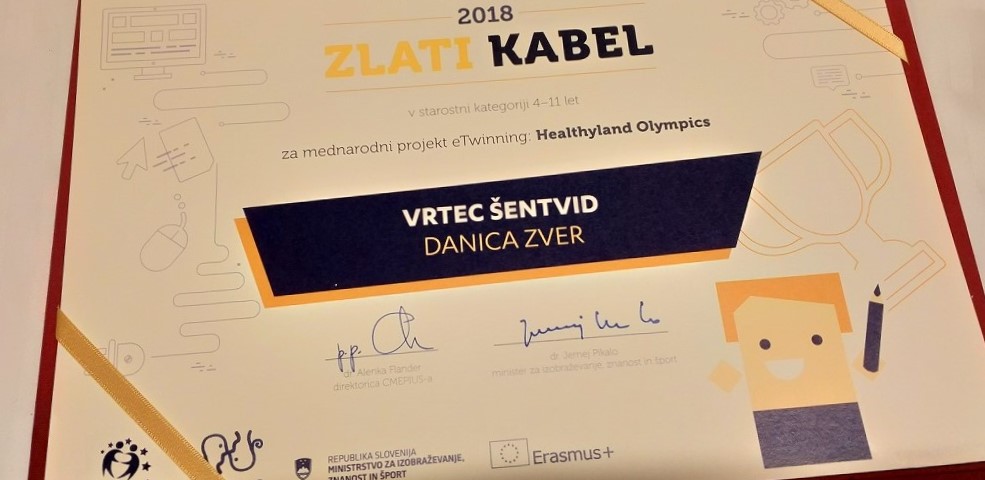 2018
ZLATI KABEL
v starostni kategoriji 4–11 let
za mednarodni projekt eTwinning: Healthyland Olympics
VRTEC ŠENTVID
DANICA ZVER
p.p.
dr. Alenka Flander
direktorica CMEPIUS-a
dr. Jernej Pikalo
minister za izobraževanje, znanost in šport
REPUBLIKA SLOVENIJA
MINISTRSTVO ZA IZOBRAŽEVANJE,
ZNANOST IN ŠPORT
Erasmus+